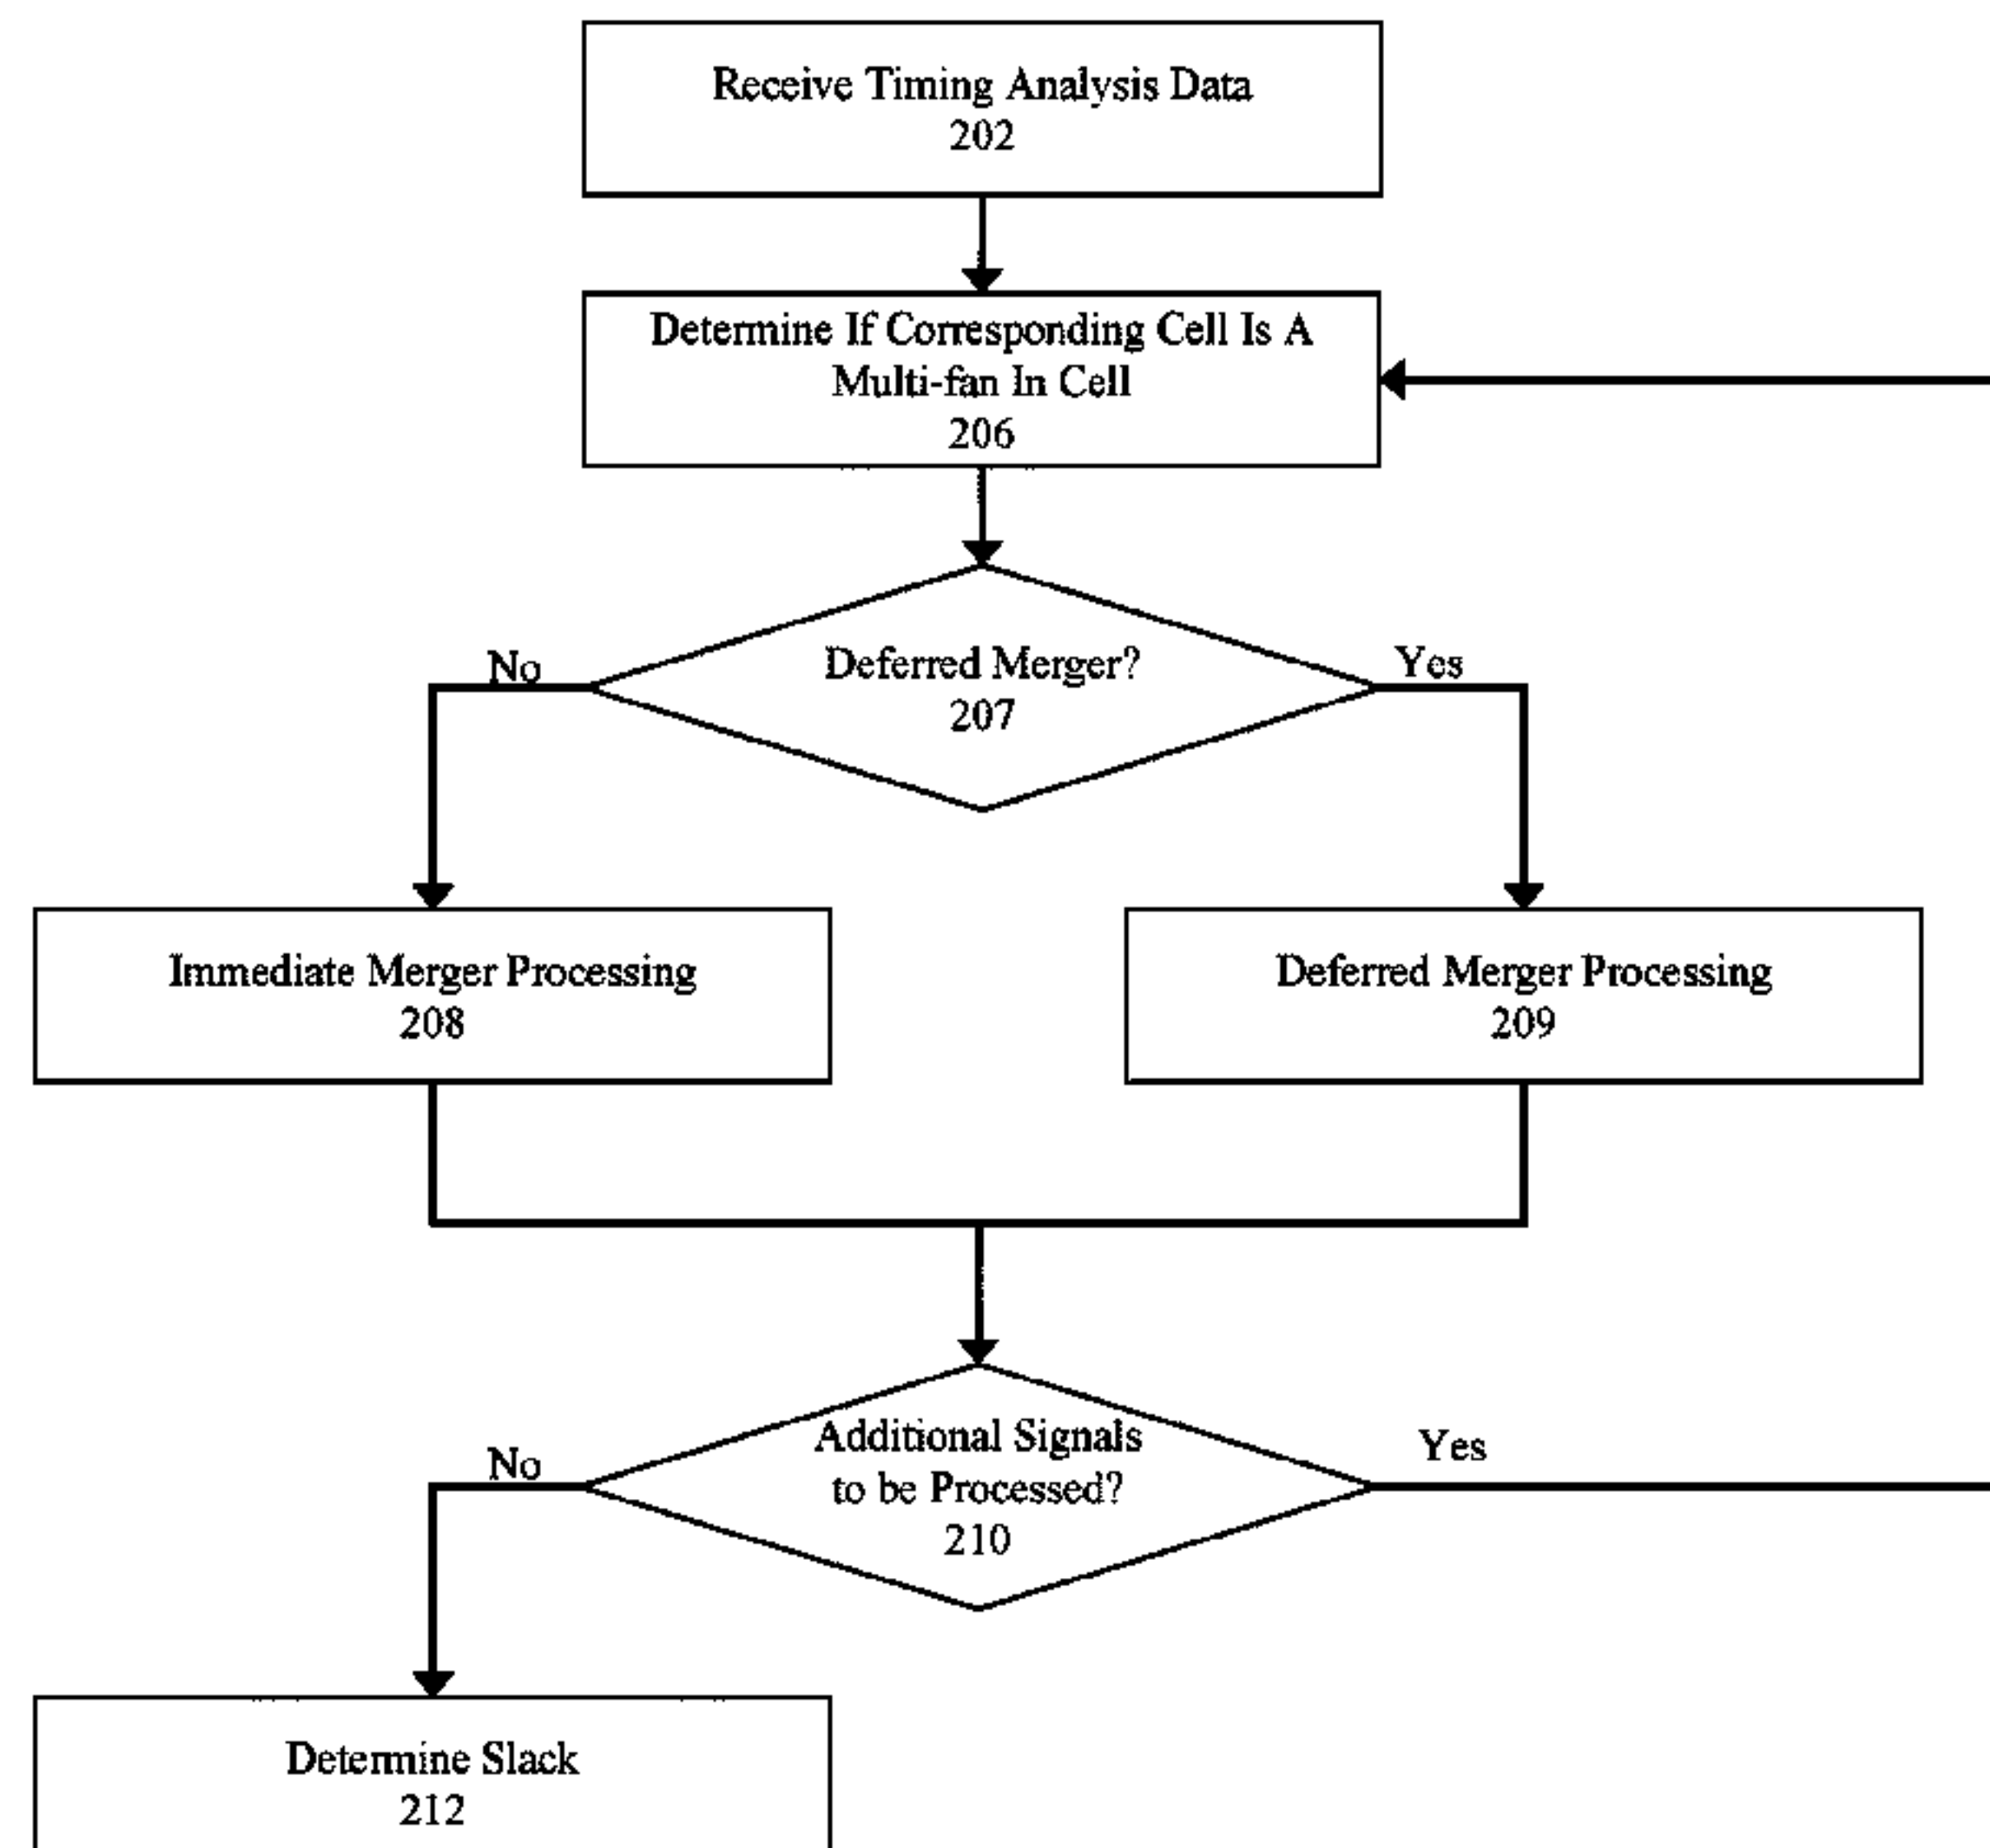 Receive Timing Analysis Data
202
Determine If Corresponding Cell Is A
Multi-fan In Cell
206
Deferred Merger?
207
No
Yes
Immediate Merger Processing
208
Deferred Merger Processing
209
Additional Signals
to be Processed?
210
No
Yes
Determine Slack
212